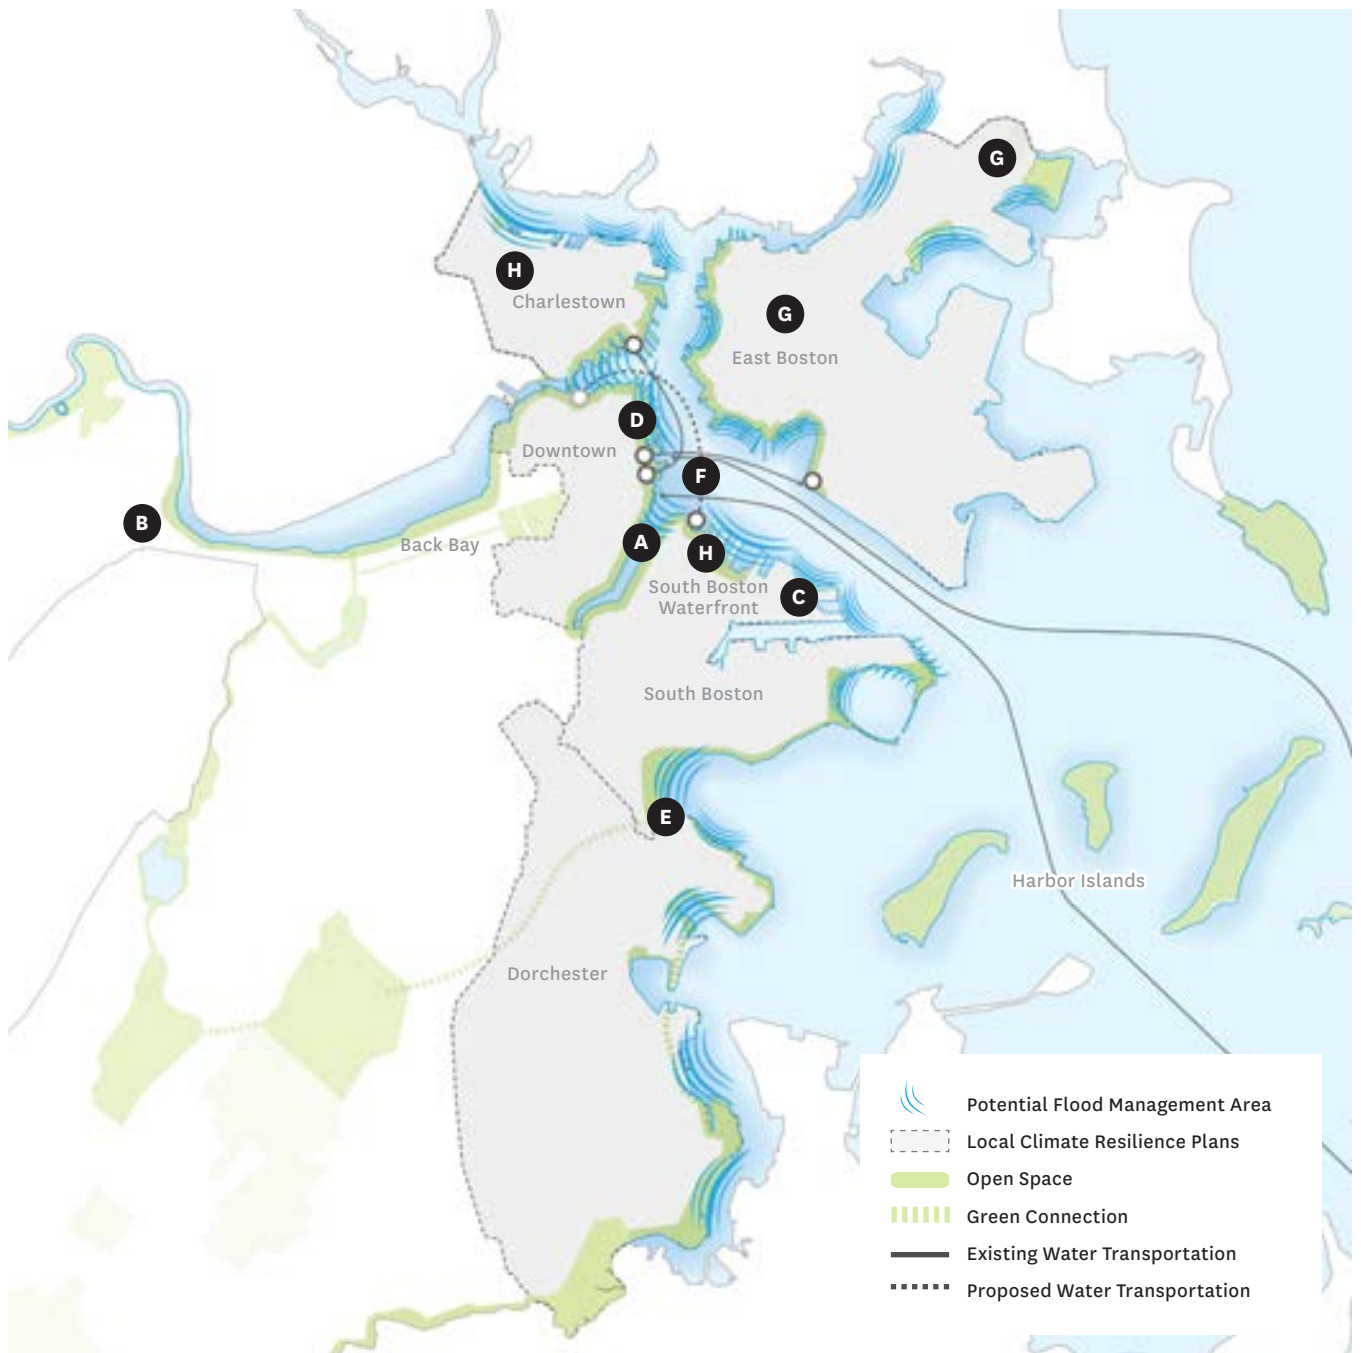 G
H
Charlestown
G
East Boston
D
Downtown
F
B
Back Bay
A
H
South Boston
Waterfront
C
South Boston
E
Harbor Islands
Dorchester
Potential Flood Management Area
Local Climate Resilience Plans
Open Space
Green Connection
Existing Water Transportation
Proposed Water Transportation